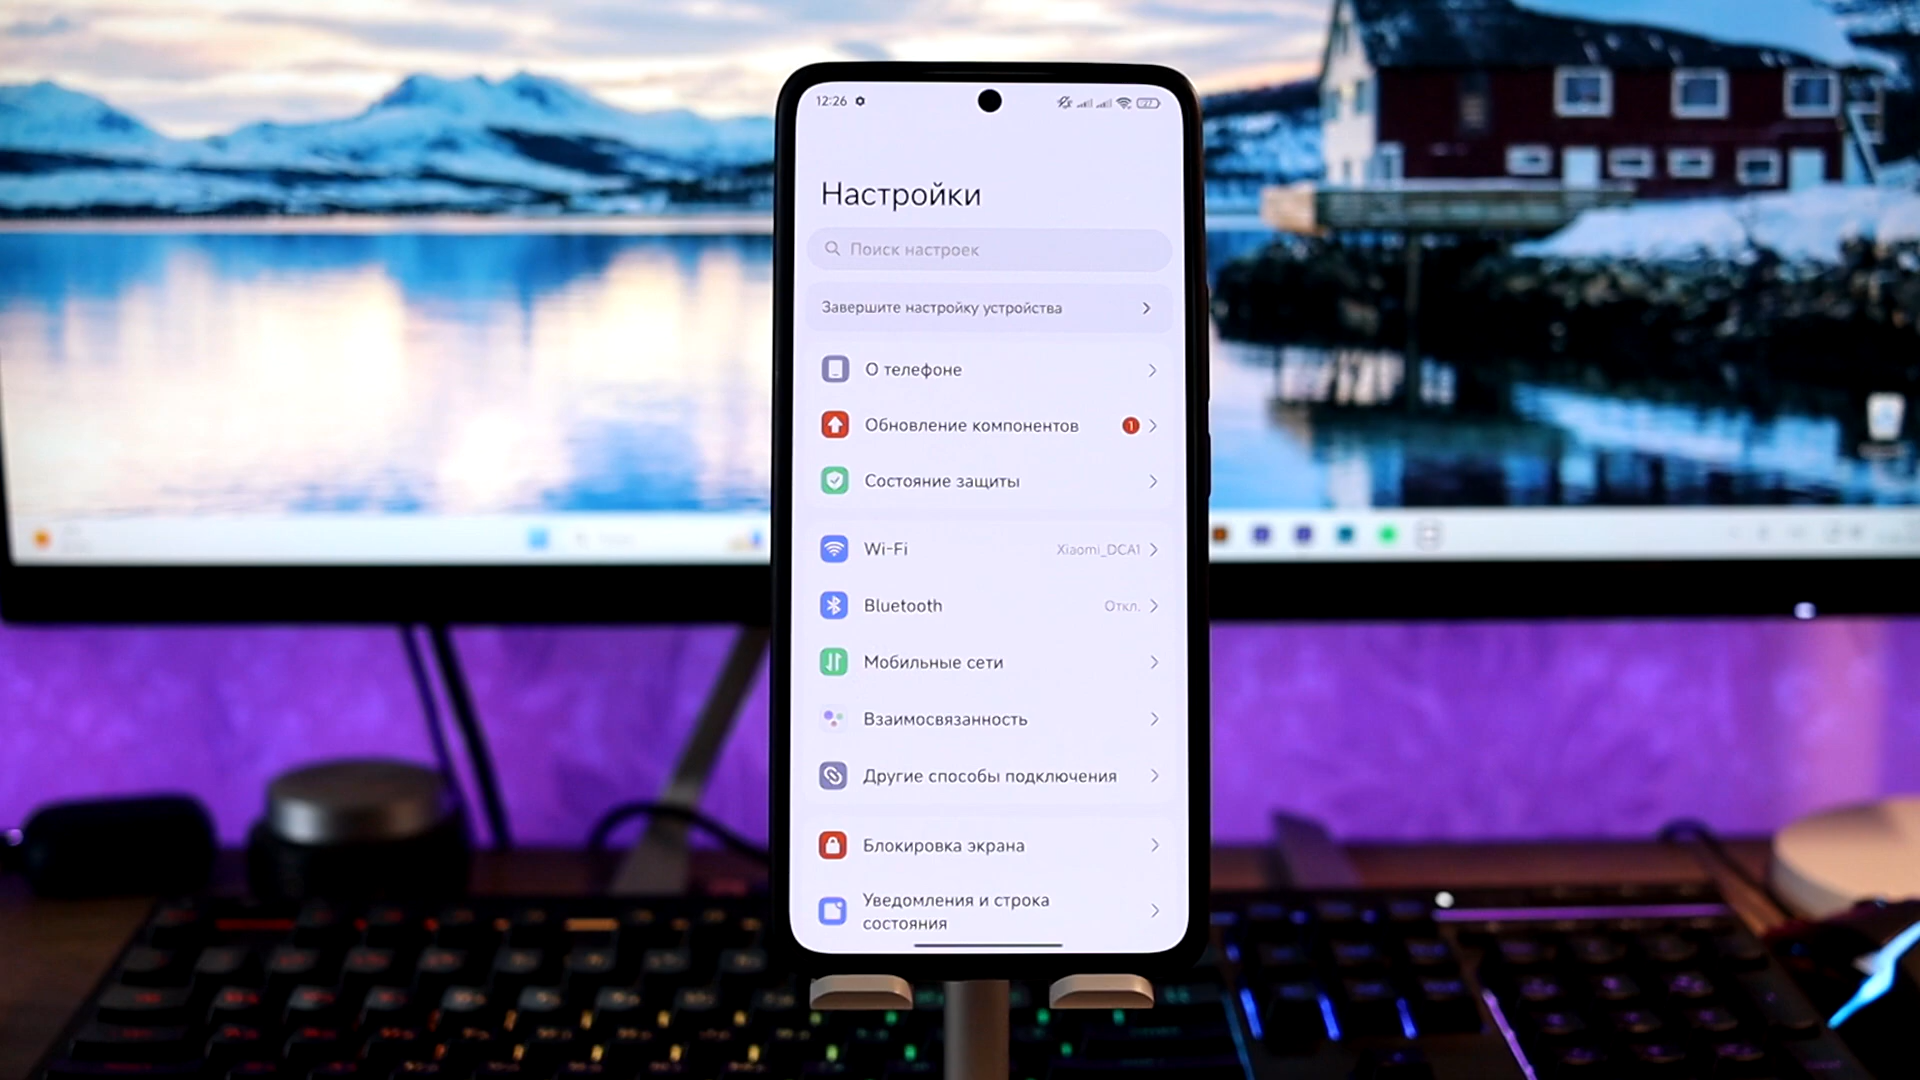 12:26
27
Настройки
Поиск настроек
Завершите настройку устройства
О телефоне
Обновление компонентов 1
Состояние защиты
Wi-Fi Xiaomi_DCA1
Bluetooth Откл.
Мобильные сети
Взаимосвязанность
Другие способы подключения
Блокировка экрана
Уведомления и строка
состояния